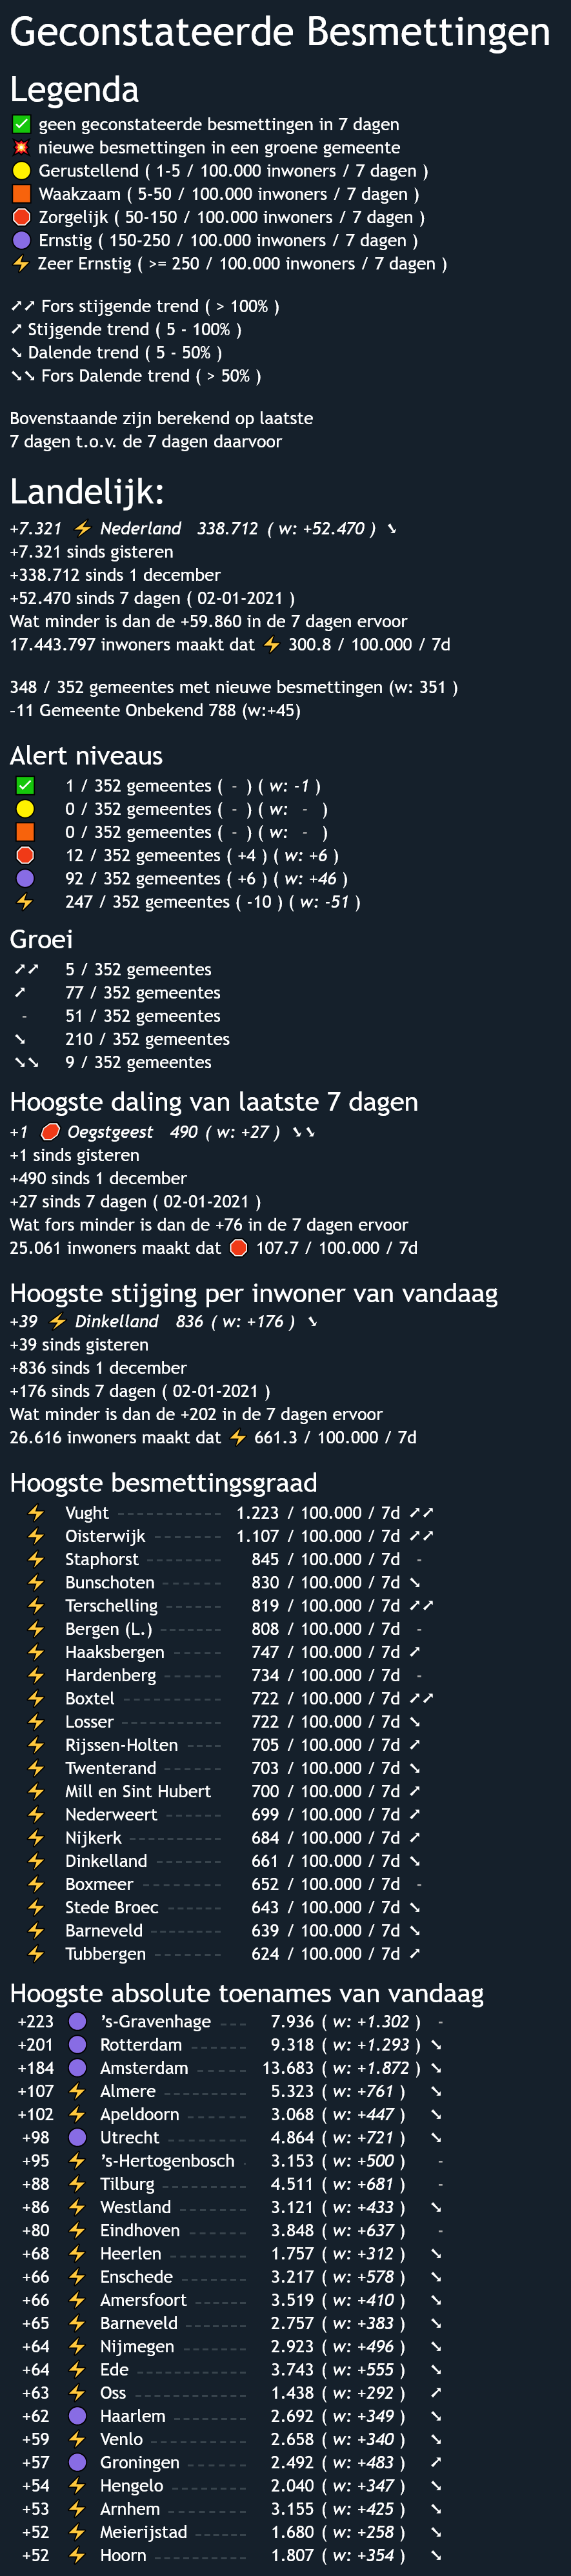 Geconstateerde Besmettingen
Legenda
✅ geen geconstateerde besmettingen in 7 dagen
💥 nieuwe besmettingen in een groene gemeente
🟡 Gerustellend ( 1-5 / 100.000 inwoners / 7 dagen )
🟧 Waakzaam ( 5-50 / 100.000 inwoners / 7 dagen )
🛑 Zorgelijk ( 50-150 / 100.000 inwoners / 7 dagen )
🟣 Ernstig ( 150-250 / 100.000 inwoners / 7 dagen )
⚡ Zeer Ernstig ( >= 250 / 100.000 inwoners / 7 dagen )
➚➚ Fors stijgende trend ( > 100% )
➚ Stijgende trend ( 5 - 100% )
➘ Dalende trend ( 5 - 50% )
➘➘ Fors Dalende trend ( > 50% )
Bovenstaande zijn berekend op laatste
7 dagen t.o.v. de 7 dagen daarvoor
Landelijk:
+7.321 ⚡ Nederland 338.712 ( w: +52.470 ) ➘
+7.321 sinds gisteren
+338.712 sinds 1 december
+52.470 sinds 7 dagen ( 02-01-2021 )
Wat minder is dan de +59.860 in de 7 dagen ervoor
17.443.797 inwoners maakt dat ⚡ 300.8 / 100.000 / 7d
348 / 352 gemeentes met nieuwe besmettingen (w: 351 )
-11 Gemeente Onbekend 788 (w:+45)
Alert niveaus
✅ 1 / 352 gemeentes ( - ) ( w: -1 )
🟡 0 / 352 gemeentes ( - ) ( w: - )
🟧 0 / 352 gemeentes ( - ) ( w: - )
🛑 12 / 352 gemeentes ( +4 ) ( w: +6 )
🟣 92 / 352 gemeentes ( +6 ) ( w: +46 )
⚡ 247 / 352 gemeentes ( -10 ) ( w: -51 )
Groei
➚➚ 5 / 352 gemeentes
➚ 77 / 352 gemeentes
- 51 / 352 gemeentes
➘ 210 / 352 gemeentes
➘➘ 9 / 352 gemeentes
Hoogste daling van laatste 7 dagen
+1 🛑 Oegstgeest 490 ( w: +27 ) ➘➘
+1 sinds gisteren
+490 sinds 1 december
+27 sinds 7 dagen ( 02-01-2021 )
Wat fors minder is dan de +76 in de 7 dagen ervoor
25.061 inwoners maakt dat 🛑 107.7 / 100.000 / 7d
Hoogste stijging per inwoner van vandaag
+39 ⚡ Dinkelland 836 ( w: +176 ) ➘
+39 sinds gisteren
+836 sinds 1 december
+176 sinds 7 dagen ( 02-01-2021 )
Wat minder is dan de +202 in de 7 dagen ervoor
26.616 inwoners maakt dat ⚡ 661.3 / 100.000 / 7d
Hoogste besmettingsgraad
⚡ Vught 1.223 / 100.000 / 7d ➚➚
⚡ Oisterwijk 1.107 / 100.000 / 7d ➚➚
⚡ Staphorst 845 / 100.000 / 7d -
⚡ Bunschoten 830 / 100.000 / 7d ➘
⚡ Terschelling 819 / 100.000 / 7d ➚➚
⚡ Bergen (L.) 808 / 100.000 / 7d -
⚡ Haaksbergen 747 / 100.000 / 7d ➚
⚡ Hardenberg 734 / 100.000 / 7d -
⚡ Boxtel 722 / 100.000 / 7d ➚➚
⚡ Losser 722 / 100.000 / 7d ➘
⚡ Rijssen-Holten 705 / 100.000 / 7d ➚
⚡ Twenterand 703 / 100.000 / 7d ➘
⚡ Mill en Sint Hubert 700 / 100.000 / 7d ➚
⚡ Nederweert 699 / 100.000 / 7d ➚
⚡ Nijkerk 684 / 100.000 / 7d ➚
⚡ Dinkelland 661 / 100.000 / 7d ➘
⚡ Boxmeer 652 / 100.000 / 7d -
⚡ Stede Broec 643 / 100.000 / 7d ➘
⚡ Barneveld 639 / 100.000 / 7d ➘
⚡ Tubbergen 624 / 100.000 / 7d ➚
Hoogste absolute toenames van vandaag
+223 🟣 's-Gravenhage 7.936 ( w: +1.302 ) -
+201 🟣 Rotterdam 9.318 ( w: +1.293 ) ➘
+184 🟣 Amsterdam 13.683 ( w: +1.872 ) ➘
+107 ⚡ Almere 5.323 ( w: +761 ) ➘
+102 ⚡ Apeldoorn 3.068 ( w: +447 ) ➘
+98 🟣 Utrecht 4.864 ( w: +721 ) ➘
+95 ⚡ 's-Hertogenbosch 3.153 ( w: +500 ) -
+88 ⚡ Tilburg 4.511 ( w: +681 ) -
+86 ⚡ Westland 3.121 ( w: +433 ) ➘
+80 ⚡ Eindhoven 3.848 ( w: +637 ) -
+68 ⚡ Heerlen 1.757 ( w: +312 ) ➘
+66 ⚡ Enschede 3.217 ( w: +578 ) ➘
+66 ⚡ Amersfoort 3.519 ( w: +410 ) ➘
+65 ⚡ Barneveld 2.757 ( w: +383 ) ➘
+64 ⚡ Nijmegen 2.923 ( w: +496 ) ➘
+64 ⚡ Ede 3.743 ( w: +555 ) ➘
+63 ⚡ Oss 1.438 ( w: +292 ) ➚
+62 🟣 Haarlem 2.692 ( w: +349 ) ➘
+59 ⚡ Venlo 2.658 ( w: +340 ) ➘
+57 🟣 Groningen 2.492 ( w: +483 ) ➚
+54 ⚡ Hengelo 2.040 ( w: +347 ) ➘
+53 ⚡ Arnhem 3.155 ( w: +425 ) ➘
+52 ⚡ Meierijstad 1.680 ( w: +258 ) ➘
+52 ⚡ Hoorn 1.807 ( w: +354 ) ➘